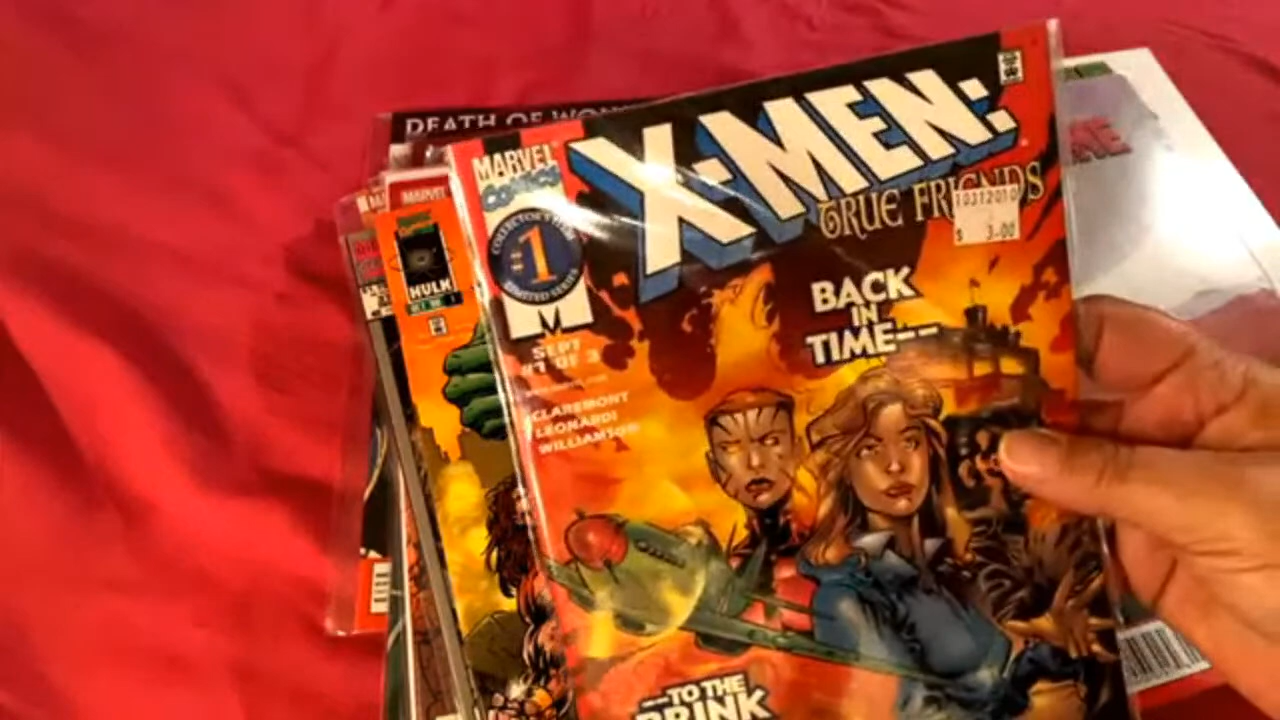 DEATH OF
MARVEL
COMICS
X-MEN:
TRUE FRIENDS
10312010
$ 3.00
COLLECTOR'S ITEM
#1
LIMITED SERIES
M
SEPT
#1 OF 3
CLAREMONT
LEONARDI
WILLIAMSON
BACK
IN
TIME--
--TO THE
BRINK
MARVEL
HULK